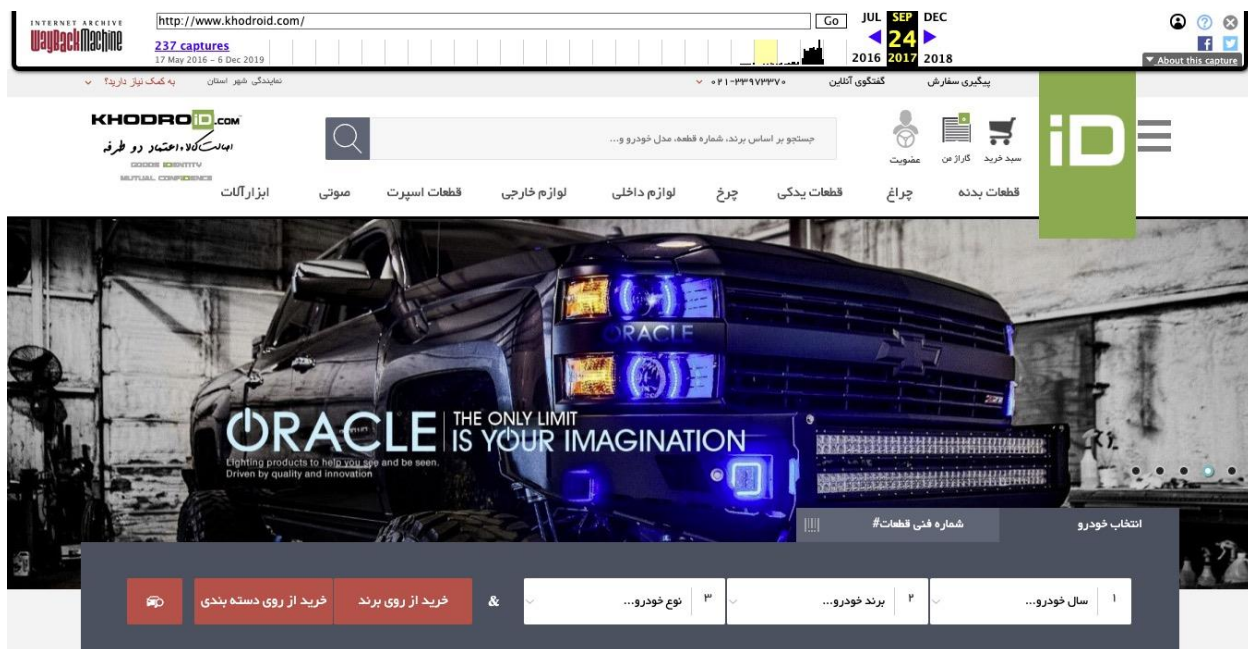 INTERNET ARCHIVE
WayBackMachine
http://www.khodroid.com/
Go
JUL SEP DEC
237 captures
24
17 May 2016 – 6 Dec 2019
2016 2017 2018
▼ About this capture
پیگیری سفارش
گفتگوی آنلاین
۰۲۱-۳۳۹۷۳۳۷۰
نمایندگی شهر استان
به کمک نیاز دارید؟
KHODROiD.COM
اصالت کالا، اعتماد دو طرفه
GOODS IDENTITY
MUTUAL CONFIDENCE
جستجو بر اساس برند، شماره قطعه، مدل خودرو و...
عضویت
گاراژ من
سبد خرید
iD
قطعات بدنه
چراغ
قطعات یدکی
چرخ
لوازم داخلی
لوازم خارجی
قطعات اسپرت
صوتی
ابزارآلات
ORACLE
ORACLE
THE ONLY LIMIT
IS YOUR IMAGINATION
Lighting products to help you see and be seen.
Driven by quality and innovation
انتخاب خودرو
شماره فنی قطعات#
۱ سال خودرو...
۲ برند خودرو...
۳ نوع خودرو...
&
خرید از روی برند
خرید از روی دسته بندی